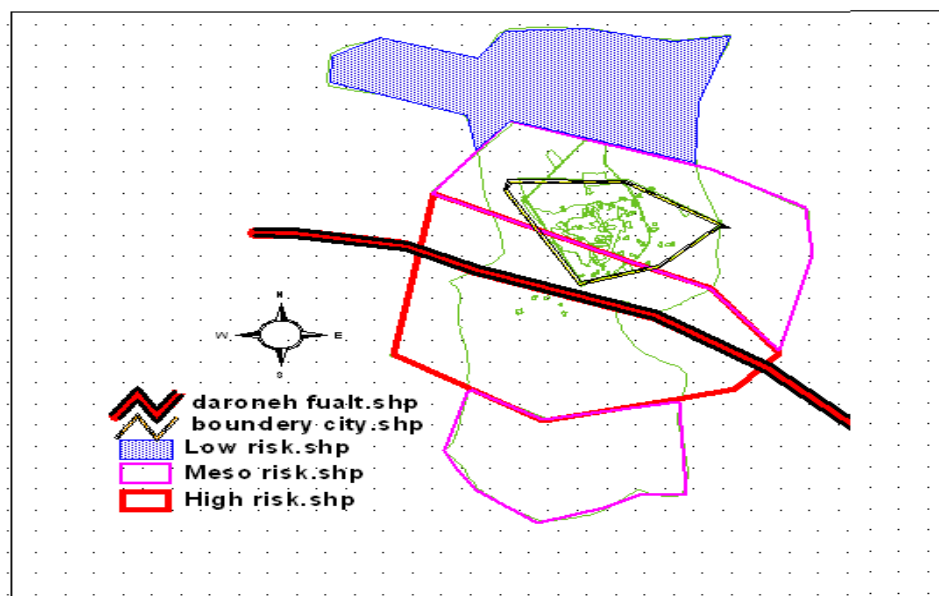 N
W E
S
daroneh fualt.shp
boundery city.shp
Low risk.shp
Meso risk.shp
High risk.shp